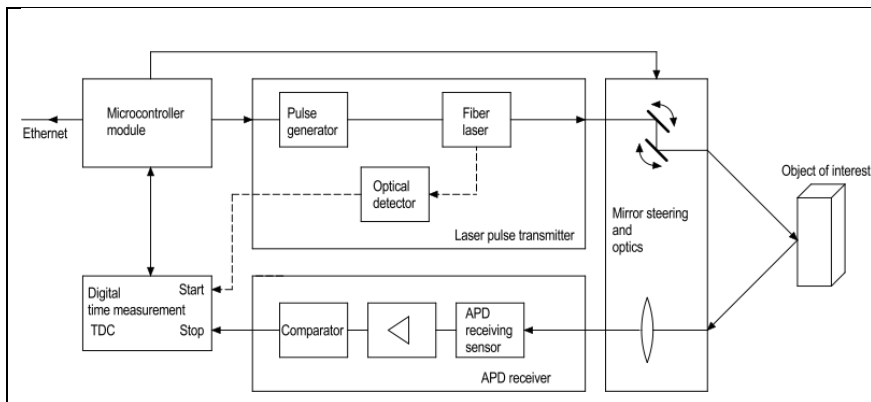 Ethernet
Microcontroller
module
Pulse
generator
Fiber
laser
Optical
detector
Laser pulse transmitter
Mirror steering
and
optics
Object of interest
Digital
time measurement
TDC
Start
Stop
Comparator
APD
receiving
sensor
APD receiver